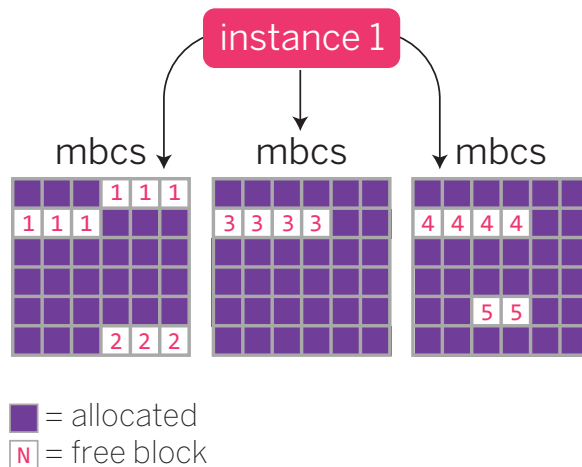 instance 1
mbcs mbcs mbcs
1 1 1
1 1 1 3 3 3 3 4 4 4 4
5 5
2 2 2
= allocated
N = free block